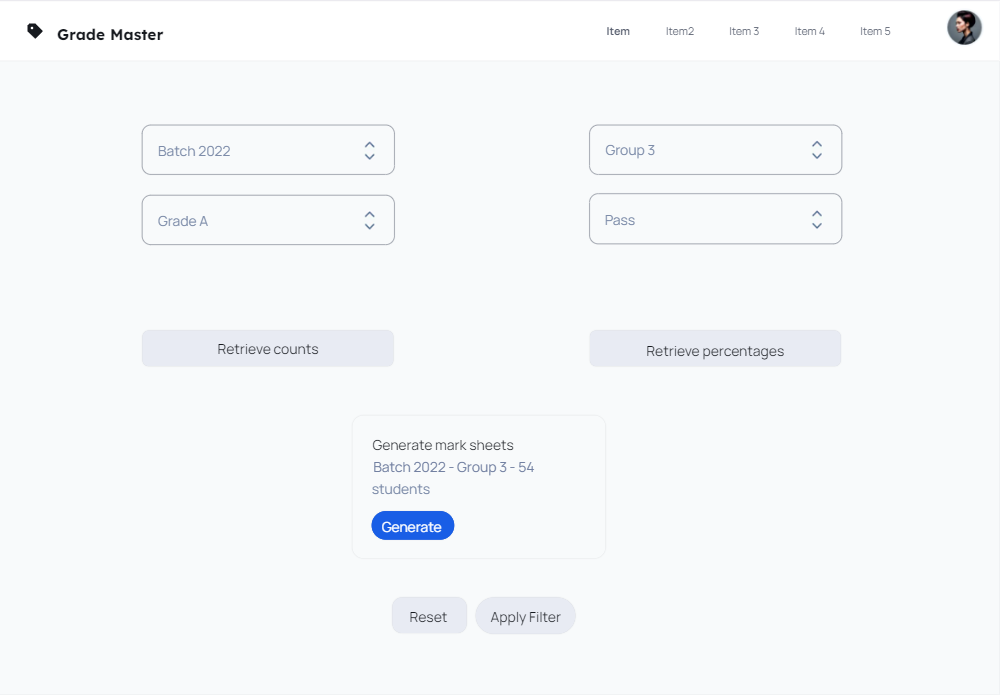 Grade Master
Item
Item2
Item 3
Item 4
Item 5
Batch 2022
Group 3
Grade A
Pass
Retrieve counts
Retrieve percentages
Generate mark sheets
Batch 2022 - Group 3 - 54
students
Generate
Reset
Apply Filter